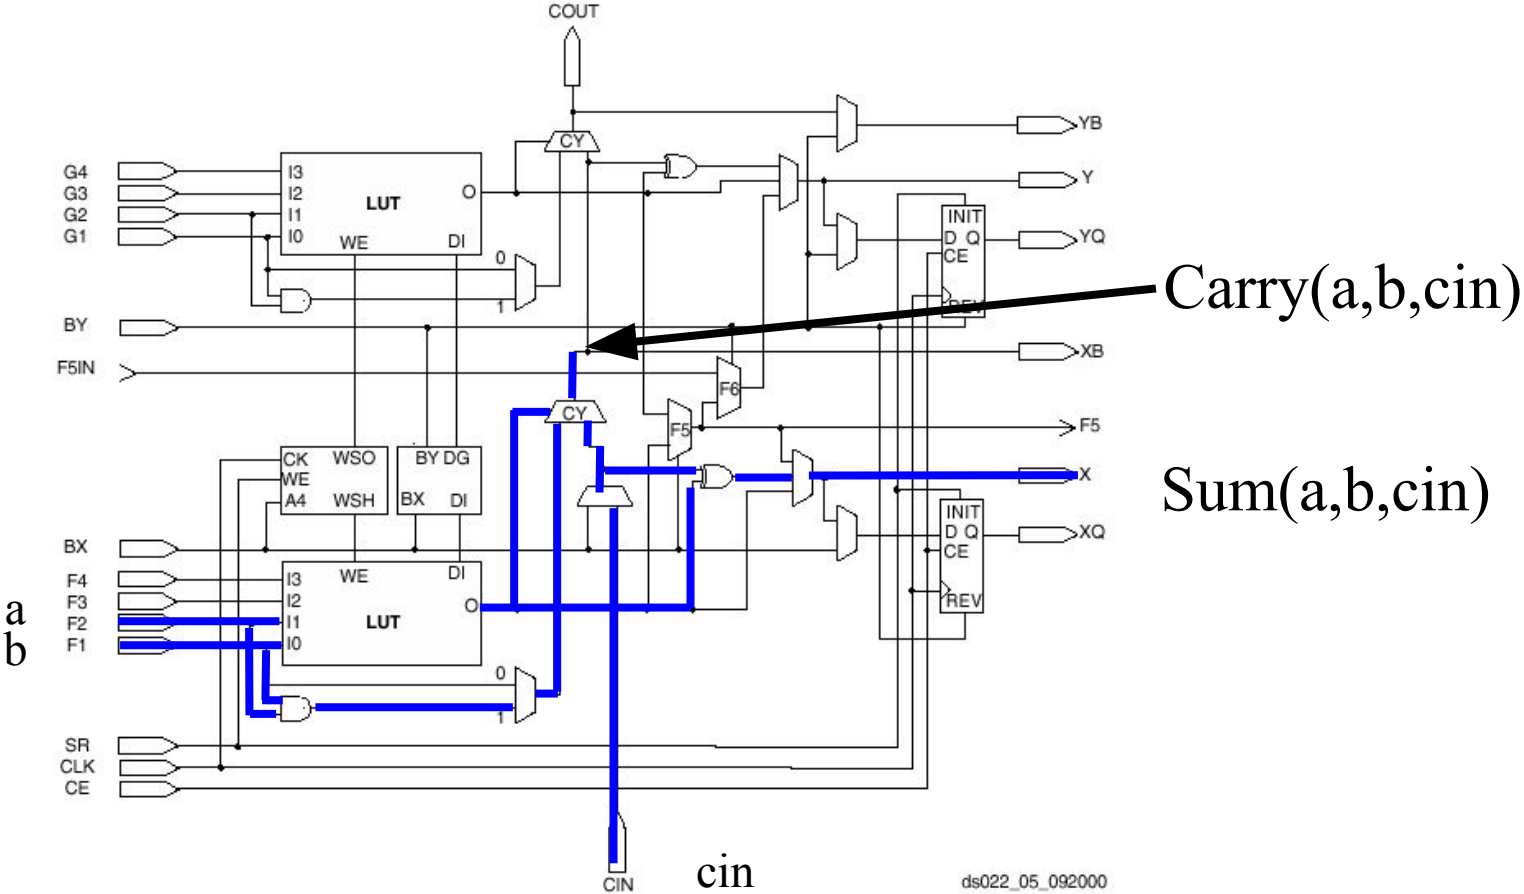 COUT
YB
CY
G4
G3
G2
G1
I3
I2
I1
I0
LUT
O
WE
DI
Y
INIT
D Q
CE
REV
YQ
0
1
Carry(a,b,cin)
BY
XB
F5IN
F6
CY
F5
F5
CK
WE
A4
WSO
WSH
BY DG
BX
DI
X
Sum(a,b,cin)
INIT
D Q
CE
REV
XQ
BX
a
b
F4
F3
F2
F1
I3
I2
I1
I0
WE
DI
LUT
O
0
1
SR
CLK
CE
CIN
cin
ds022_05_092000